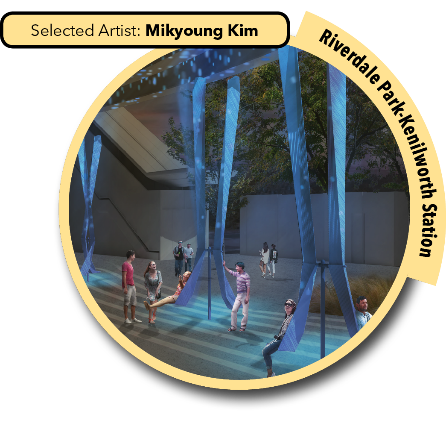 Selected Artist: Mikyoung Kim
Riverdale Park-Kenilworth Station